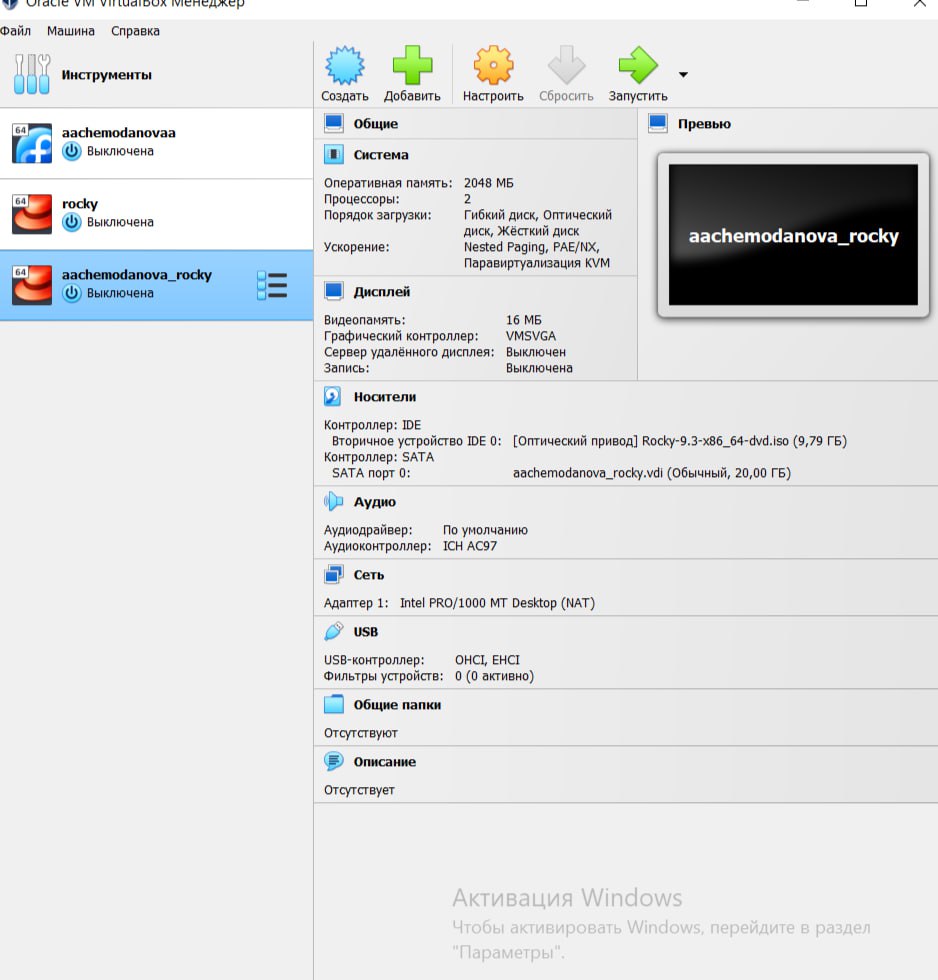 Oracle VM VirtualBox Менеджер
Файл Машина Справка
Инструменты
64
aachemodanovaa
Выключена
64
rocky
Выключена
64
aachemodanova_rocky
Выключена
Создать Добавить Настроить Сбросить Запустить
Общие
Система
Оперативная память: 2048 МБ
Процессоры: 2
Порядок загрузки: Гибкий диск, Оптический
диск, Жёсткий диск
Ускорение: Nested Paging, PAE/NX,
Паравиртуализация KVM
Дисплей
Видеопамять: 16 МБ
Графический контроллер: VMSVGA
Сервер удалённого дисплея: Выключен
Запись: Выключена
Превью
aachemodanova_rocky
Носители
Контроллер: IDE
Вторичное устройство IDE 0: [Оптический привод] Rocky-9.3-x86_64-dvd.iso (9,79 ГБ)
Контроллер: SATA
SATA порт 0: aachemodanova_rocky.vdi (Обычный, 20,00 ГБ)
Аудио
Аудиодрайвер: По умолчанию
Аудиоконтроллер: ICH AC97
Сеть
Адаптер 1: Intel PRO/1000 MT Desktop (NAT)
USB
USB-контроллер: OHCI, EHCI
Фильтры устройств: 0 (0 активно)
Общие папки
Отсутствуют
Описание
Отсутствует
Активация Windows
Чтобы активировать Windows, перейдите в раздел
"Параметры".